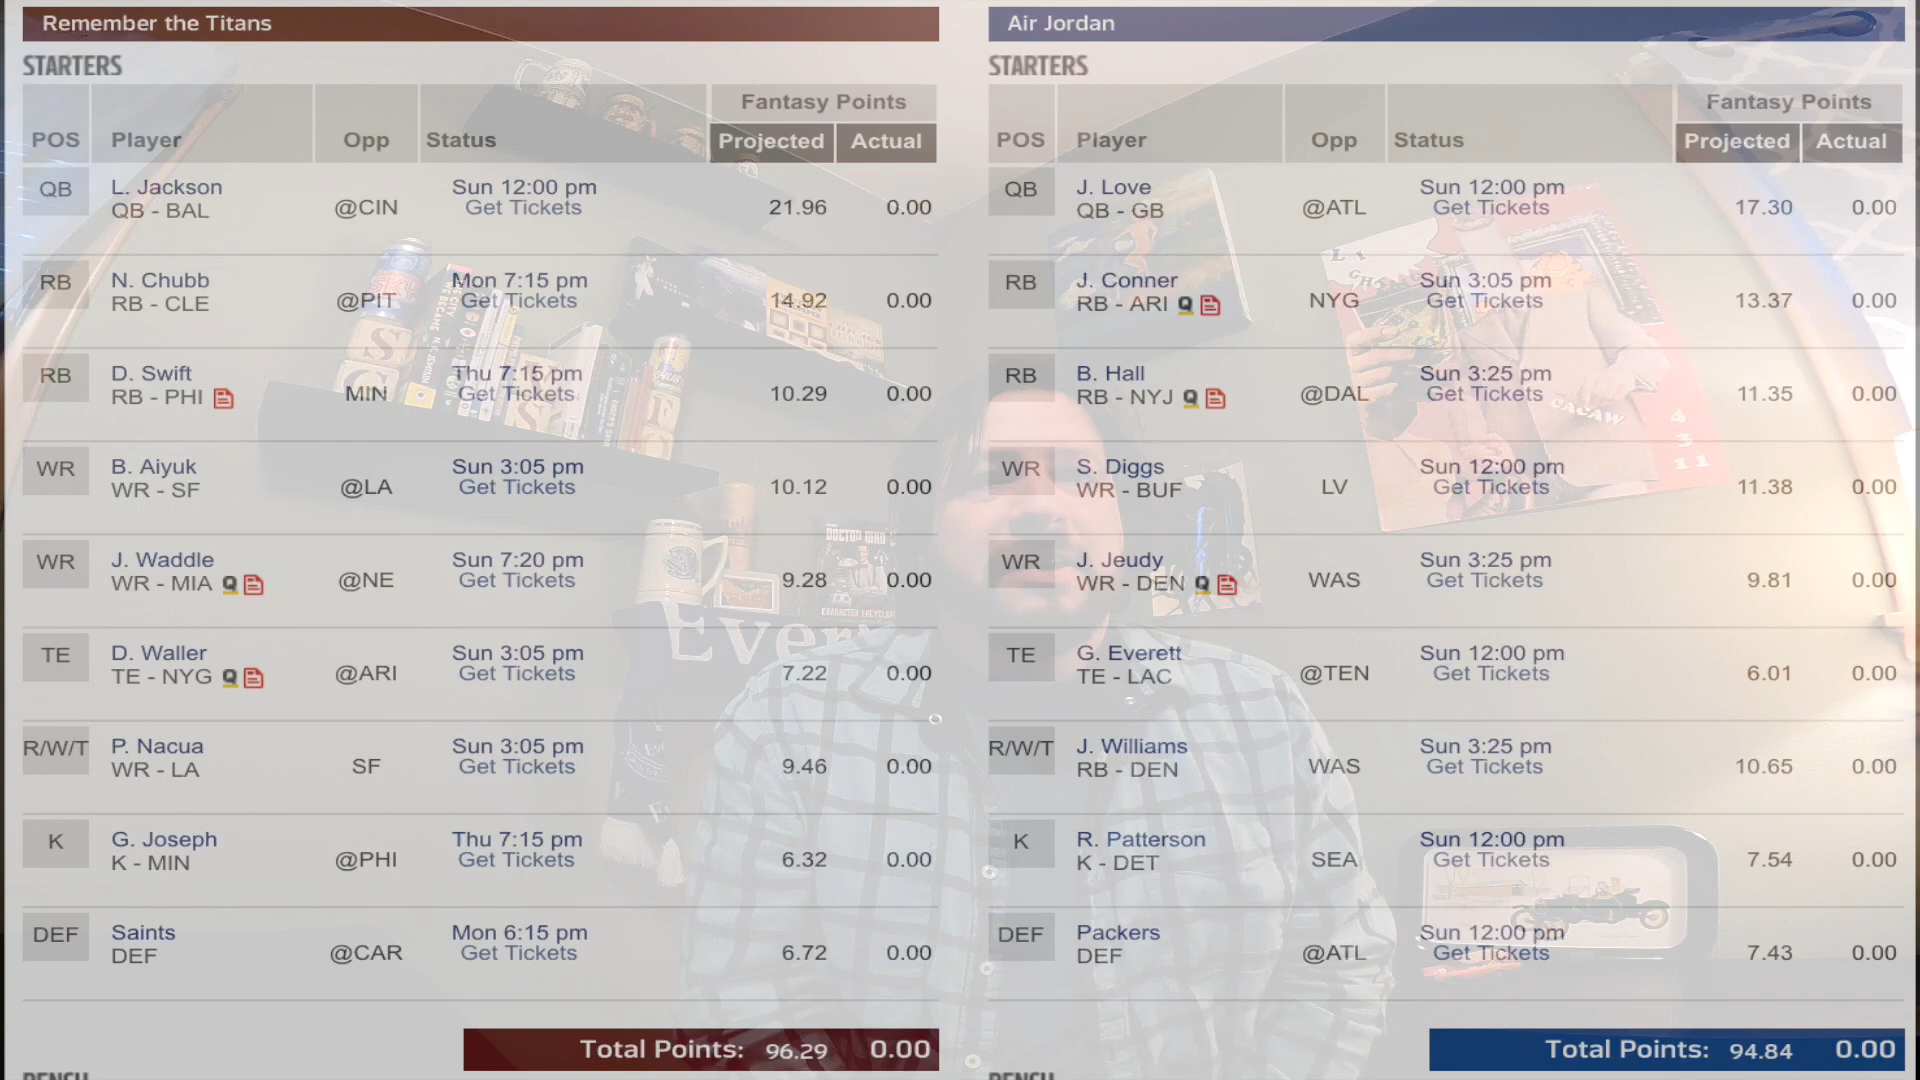 Remember the Titans
STARTERS
Fantasy Points
POS Player Opp Status Projected Actual
QB L. Jackson QB - BAL @CIN Sun 12:00 pm Get Tickets 21.96 0.00
RB N. Chubb RB - CLE @PIT Mon 7:15 pm Get Tickets 14.92 0.00
RB D. Swift RB - PHI MIN Thu 7:15 pm Get Tickets 10.29 0.00
WR B. Aiyuk WR - SF @LA Sun 3:05 pm Get Tickets 10.12 0.00
WR J. Waddle WR - MIA Q @NE Sun 7:20 pm Get Tickets 9.28 0.00
TE D. Waller TE - NYG Q @ARI Sun 3:05 pm Get Tickets 7.22 0.00
R/W/T P. Nacua WR - LA SF Sun 3:05 pm Get Tickets 9.46 0.00
K G. Joseph K - MIN @PHI Thu 7:15 pm Get Tickets 6.32 0.00
DEF Saints DEF @CAR Mon 6:15 pm Get Tickets 6.72 0.00
Total Points: 96.29 0.00
Air Jordan
STARTERS
Fantasy Points
POS Player Opp Status Projected Actual
QB J. Love QB - GB @ATL Sun 12:00 pm Get Tickets 17.30 0.00
RB J. Conner RB - ARI Q NYG Sun 3:05 pm Get Tickets 13.37 0.00
RB B. Hall RB - NYJ Q @DAL Sun 3:25 pm Get Tickets 11.35 0.00
WR S. Diggs WR - BUF LV Sun 12:00 pm Get Tickets 11.38 0.00
WR J. Jeudy WR - DEN Q WAS Sun 3:25 pm Get Tickets 9.81 0.00
TE G. Everett TE - LAC @TEN Sun 12:00 pm Get Tickets 6.01 0.00
R/W/T J. Williams RB - DEN WAS Sun 3:25 pm Get Tickets 10.65 0.00
K R. Patterson K - DET SEA Sun 12:00 pm Get Tickets 7.54 0.00
DEF Packers DEF @ATL Sun 12:00 pm Get Tickets 7.43 0.00
Total Points: 94.84 0.00
DOCTOR WHO
CHARACTER ENCYCLOPEDIA
Ever
CACAW
4
3
11